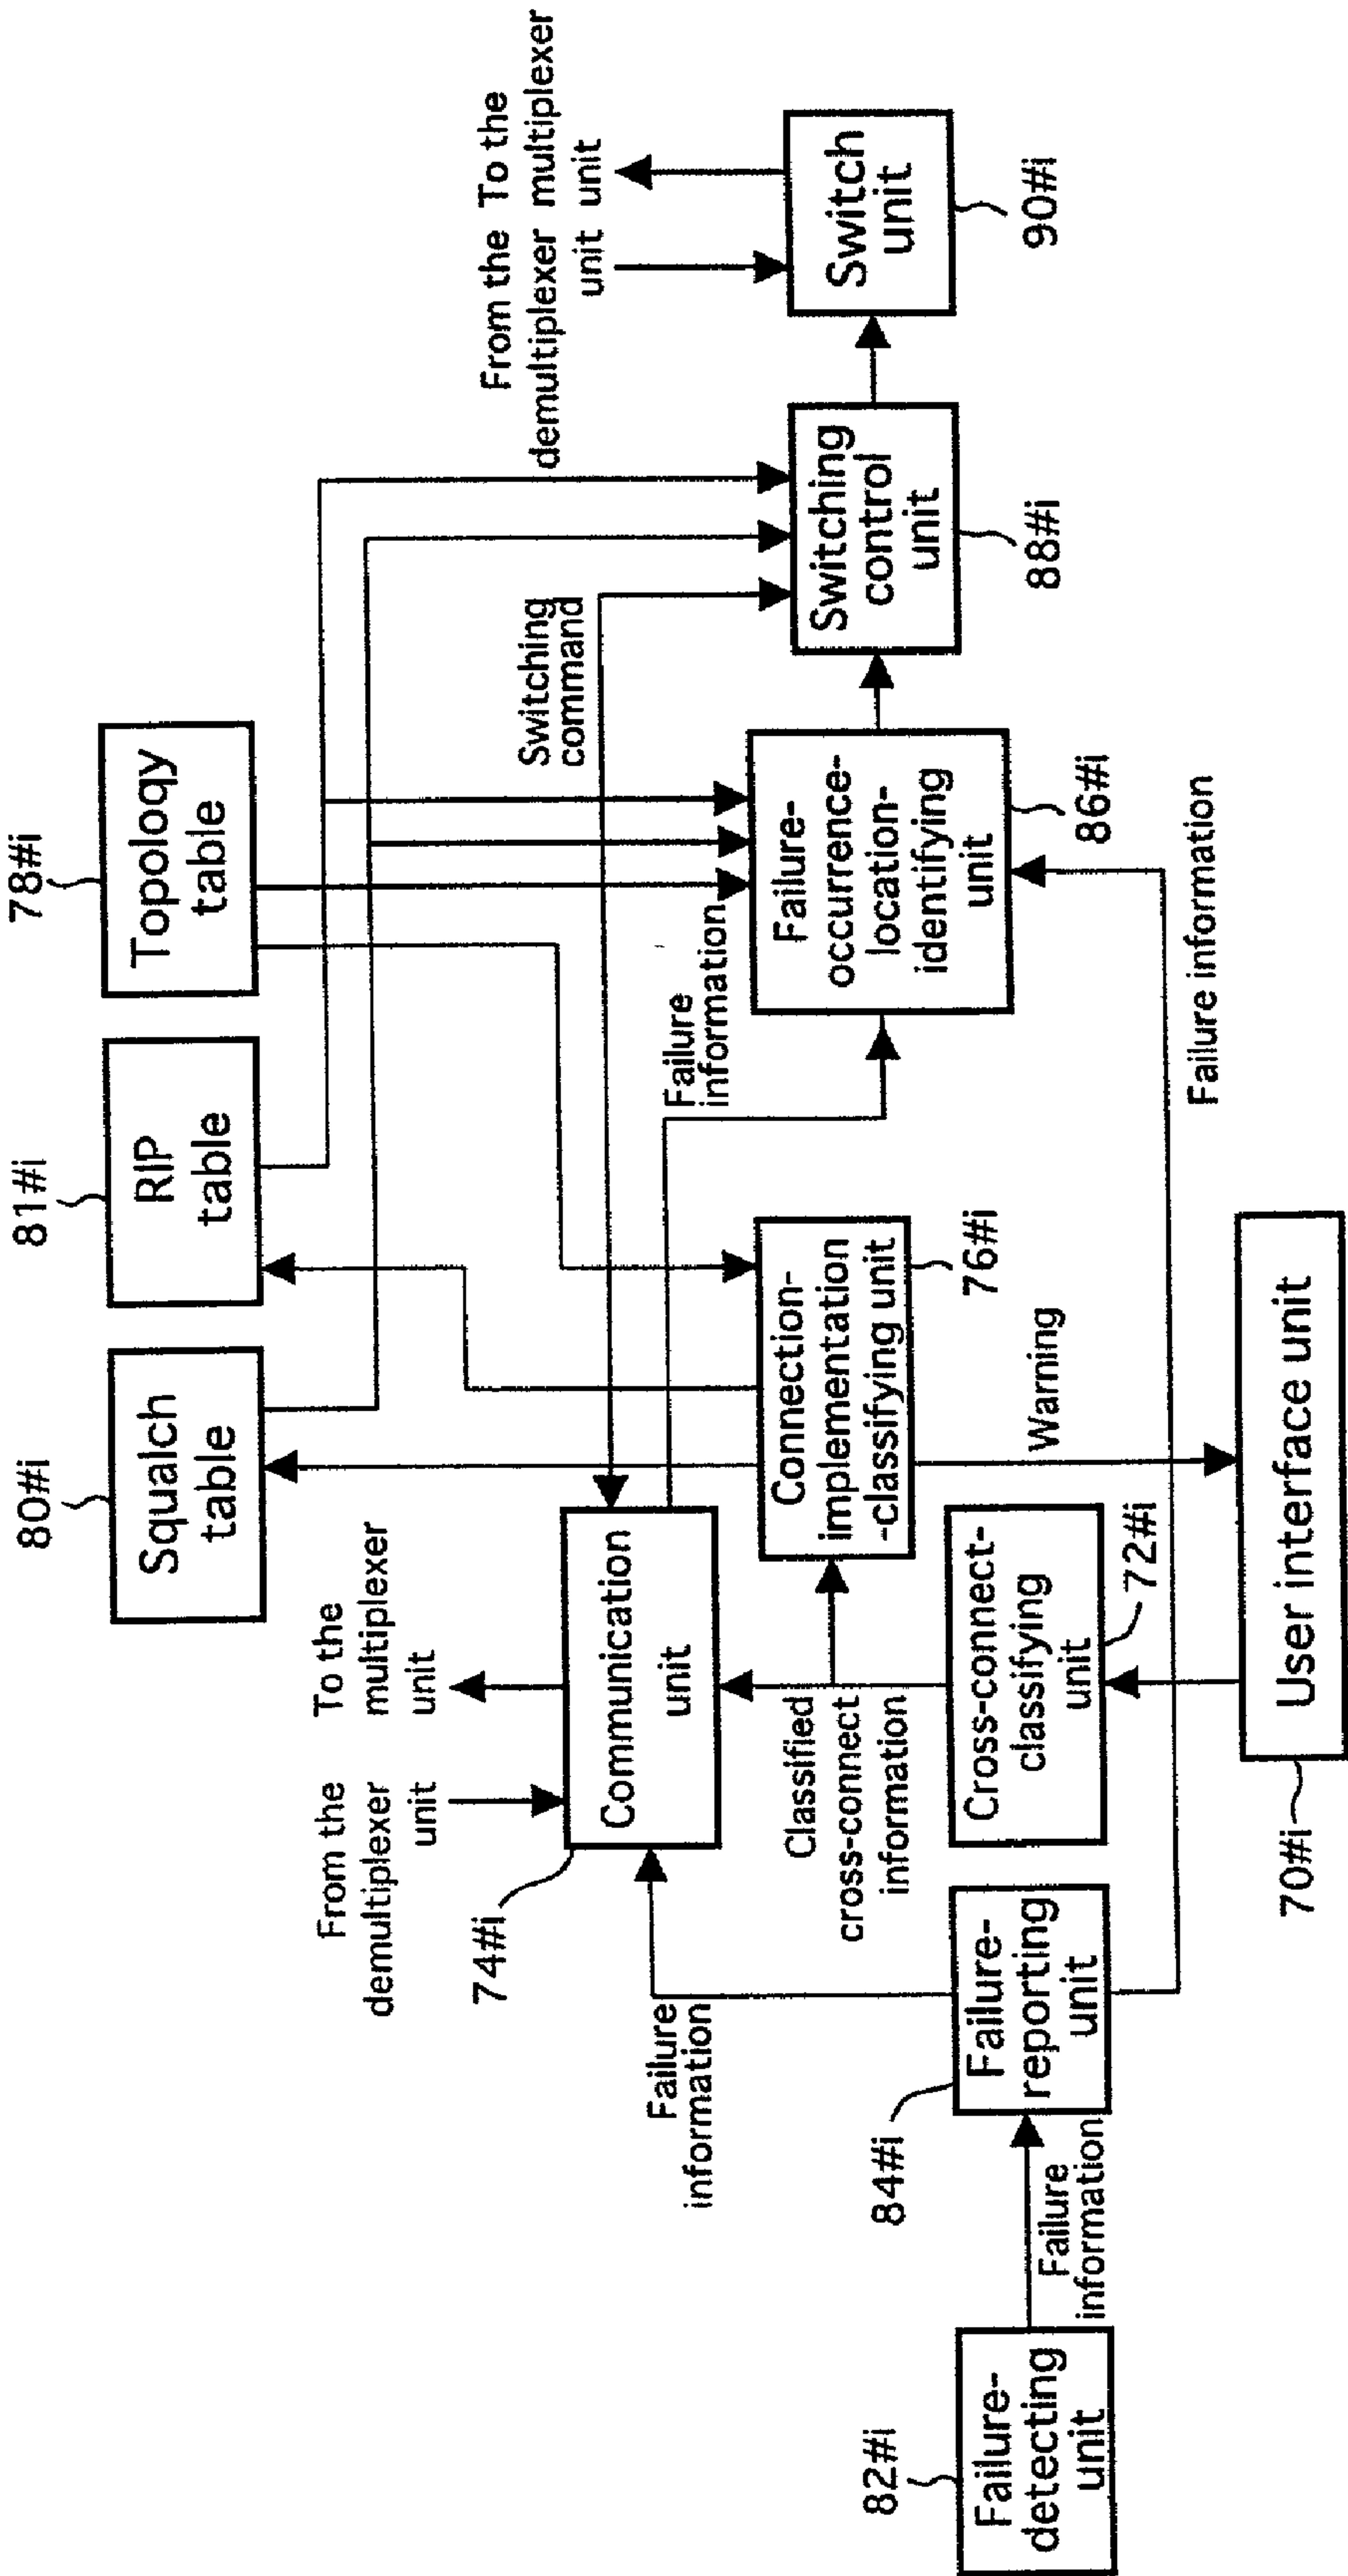 80#i
81#i
78#i
Squalch
table
RIP
table
Topoloqy
table
From the
demultiplexer
unit
To the
multiplexer
unit
From the
demultiplexer
unit
To the
multiplexer
unit
Switching
command
74#i
Communication
unit
Failure
information
Failure
information
Classified
cross-connect
information
Connection-
implementation
-classifying unit
76#i
Failure-
occurrence-
location-
identifying
unit
86#i
Switching
control
unit
88#i
Switch
unit
90#i
82#i
Failure-
detecting
unit
Failure
information
84#i
Failure-
reporting
unit
Cross-connect-
classifying
unit
72#i
Warning
Failure information
70#i
User interface unit